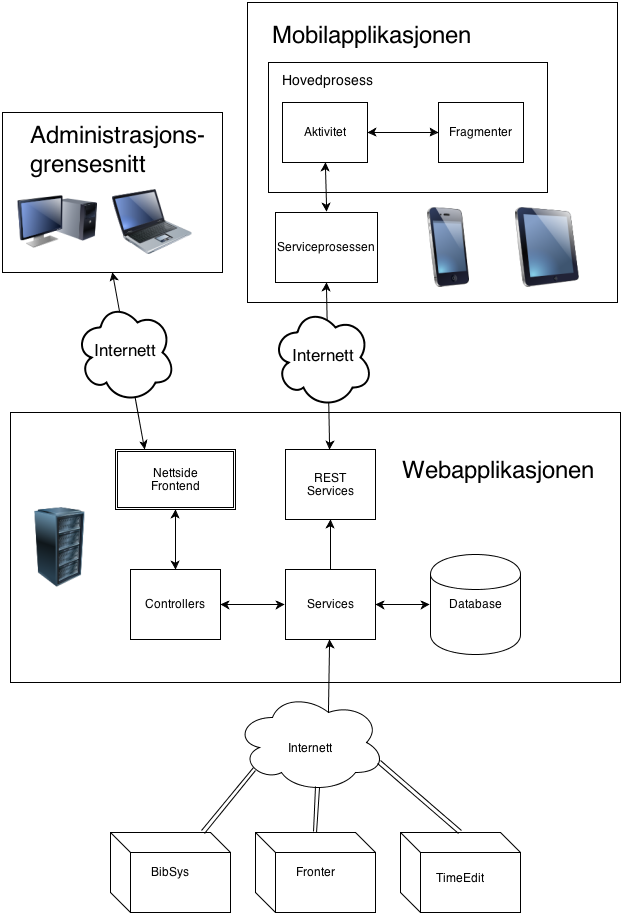 Mobilapplikasjonen
Hovedprosess
Aktivitet
Fragmenter
Serviceprosessen
Administrasjons-
grensesnitt
Internett
Internett
Webapplikasjonen
Nettside
Frontend
REST
Services
Controllers
Services
Database
Internett
BibSys
Fronter
TimeEdit